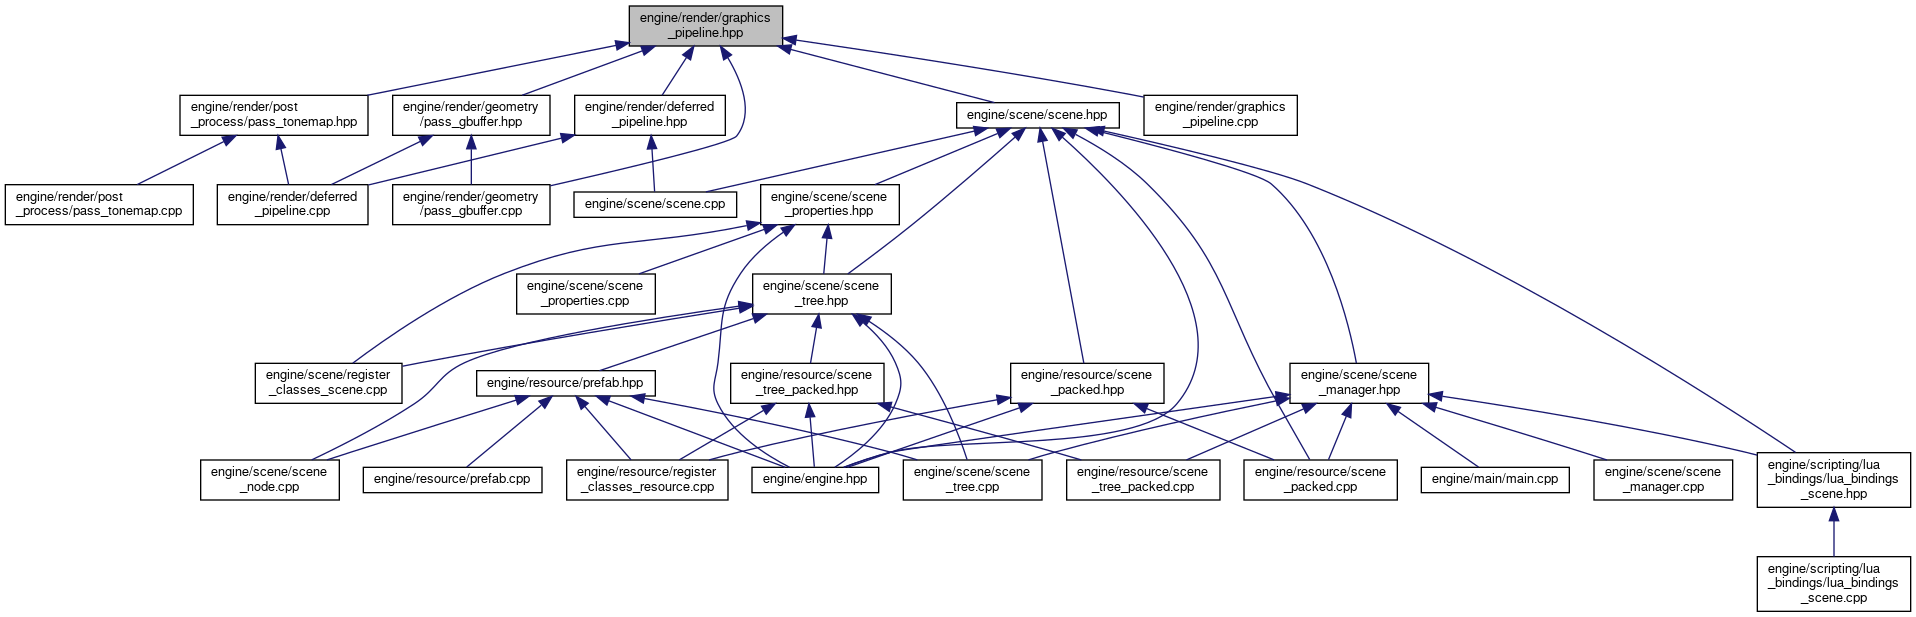 engine/render/graphics
_pipeline.hpp
engine/render/post
_process/pass_tonemap.hpp
engine/render/geometry
/pass_gbuffer.hpp
engine/render/deferred
_pipeline.hpp
engine/scene/scene.hpp
engine/render/graphics
_pipeline.cpp
engine/render/post
_process/pass_tonemap.cpp
engine/render/deferred
_pipeline.cpp
engine/render/geometry
/pass_gbuffer.cpp
engine/scene/scene.cpp
engine/scene/scene
_properties.hpp
engine/scene/scene
_properties.cpp
engine/scene/scene
_tree.hpp
engine/scene/register
_classes_scene.cpp
engine/resource/prefab.hpp
engine/resource/scene
_tree_packed.hpp
engine/resource/scene
_packed.hpp
engine/scene/scene
_manager.hpp
engine/scene/scene
_node.cpp
engine/resource/prefab.cpp
engine/resource/register
_classes_resource.cpp
engine/engine.hpp
engine/scene/scene
_tree.cpp
engine/resource/scene
_tree_packed.cpp
engine/resource/scene
_packed.cpp
engine/main/main.cpp
engine/scene/scene
_manager.cpp
engine/scripting/lua
_bindings/lua_bindings
_scene.hpp
engine/scripting/lua
_bindings/lua_bindings
_scene.cpp